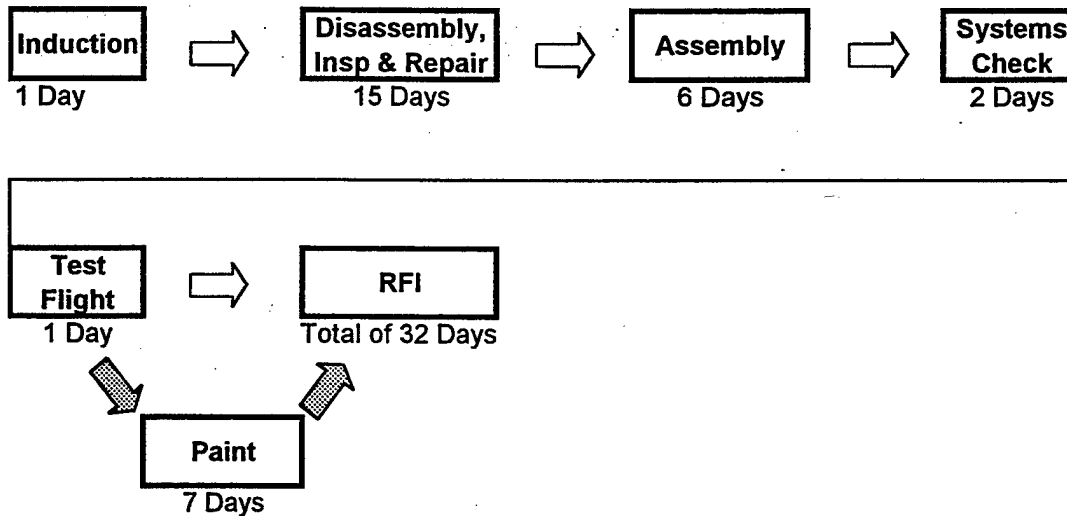 Induction
1 Day
Disassembly,
Insp & Repair
15 Days
Assembly
6 Days
Systems
Check
2 Days
Test
Flight
1 Day
RFI
Total of 32 Days
Paint
7 Days